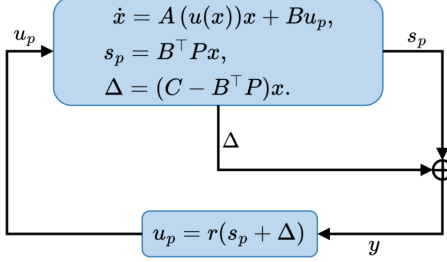 ẋ = A (u(x)) x + Bu_p,
u_p
s_p = B^⊤Px,
s_p
Δ = (C − B^⊤P)x.
Δ
u_p = r(s_p + Δ)
y